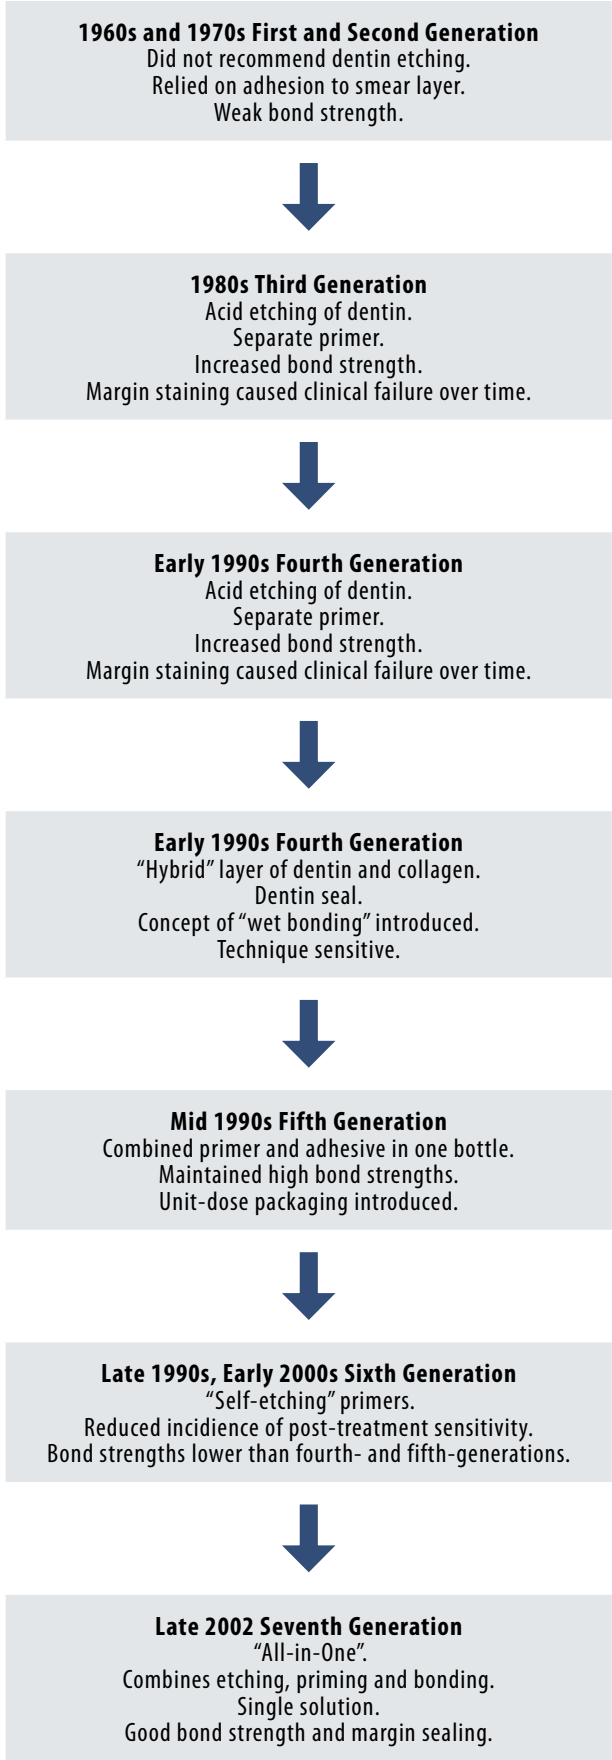 1960s and 1970s First and Second Generation
Did not recommend dentin etching.
Relied on adhesion to smear layer.
Weak bond strength.
1980s Third Generation
Acid etching of dentin.
Separate primer.
Increased bond strength.
Margin staining caused clinical failure over time.
Early 1990s Fourth Generation
Acid etching of dentin.
Separate primer.
Increased bond strength.
Margin staining caused clinical failure over time.
Early 1990s Fourth Generation
“Hybrid” layer of dentin and collagen.
Dentin seal.
Concept of “wet bonding” introduced.
Technique sensitive.
Mid 1990s Fifth Generation
Combined primer and adhesive in one bottle.
Maintained high bond strengths.
Unit-dose packaging introduced.
Late 1990s, Early 2000s Sixth Generation
“Self-etching” primers.
Reduced incidience of post-treatment sensitivity.
Bond strengths lower than fourth- and fifth-generations.
Late 2002 Seventh Generation
“All-in-One”.
Combines etching, priming and bonding.
Single solution.
Good bond strength and margin sealing.